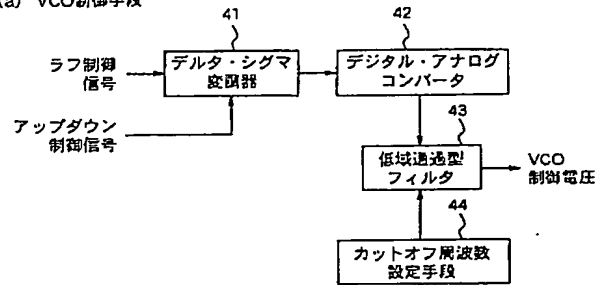 (a) VCO制御手段
41
42
ラフ制御
信号
デルタ・シグマ
変調器
デジタル・アナログ
コンバータ
アップダウン
制御信号
43
低域通過型
フィルタ
VCO
制御電圧
44
カットオフ周波数
設定手段